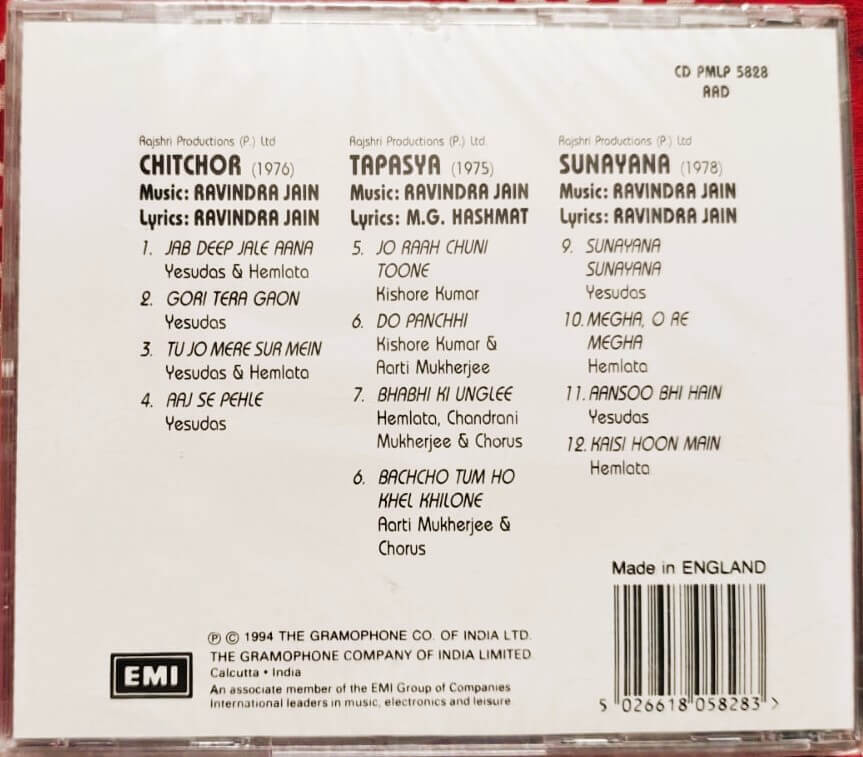 CD PMLP 5828
AAD
Rajshri Productions (P.) Ltd
CHITCHOR (1976)
Music: RAVINDRA JAIN
Lyrics: RAVINDRA JAIN
1. JAB DEEP JALE AANA
Yesudas & Hemlata
2. GORI TERA GAON
Yesudas
3. TU JO MERE SUR MEIN
Yesudas & Hemlata
4. AAJ SE PEHLE
Yesudas
Rajshri Productions (P.) Ltd.
TAPASYA (1975)
Music: RAVINDRA JAIN
Lyrics: M.G. HASHMAT
5. JO RAAH CHUNI
TOONE
Kishore Kumar
6. DO PANCHHI
Kishore Kumar &
Aarti Mukherjee
7. BHABHI KI UNGLEE
Hemlata, Chandrani
Mukherjee & Chorus
6. BACHCHO TUM HO
KHEL KHILONE
Aarti Mukherjee &
Chorus
Rajshri Productions (P.) Ltd
SUNAYANA (1978)
Music: RAVINDRA JAIN
Lyrics: RAVINDRA JAIN
9. SUNAYANA
SUNAYANA
Yesudas
10. MEGHA, O RE
MEGHA
Hemlata
11. AANSOO BHI HAIN
Yesudas
12. KAISI HOON MAIN
Hemlata
Made in ENGLAND
5 026618 058283 >
EMI
Ⓟ © 1994 THE GRAMOPHONE CO. OF INDIA LTD.
THE GRAMOPHONE COMPANY OF INDIA LIMITED
Calcutta • India
An associate member of the EMI Group of Companies
International leaders in music, electronics and leisure